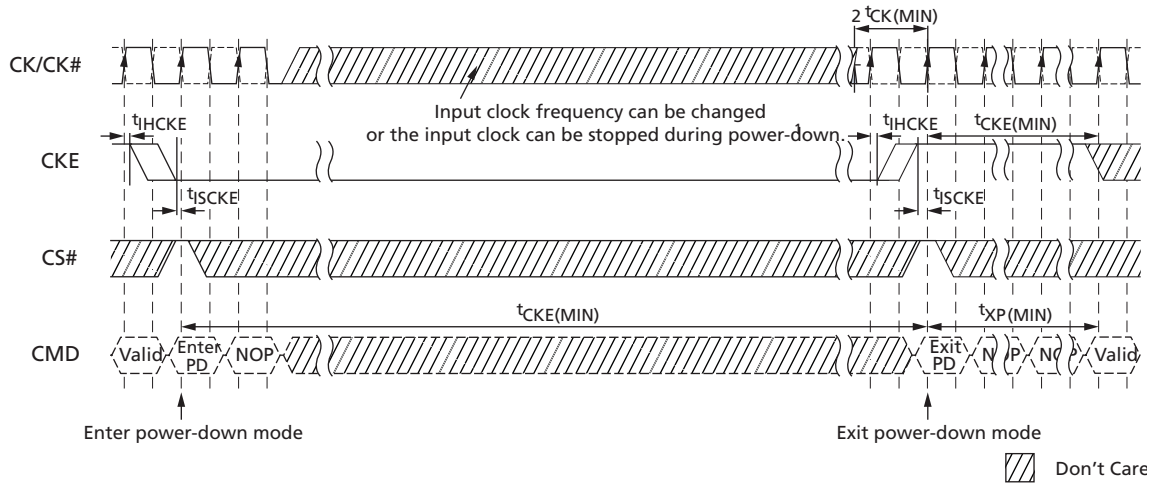 2 tCK(MIN)
CK/CK#
Input clock frequency can be changed
or the input clock can be stopped during power-down.
tIHCKE
tIHCKE
tCKE(MIN)
CKE
tISCKE
tISCKE
CS#
tCKE(MIN)
tXP(MIN)
CMD
Valid
Enter
PD
NOP
Exit
PD
NOP
NOP
Valid
Enter power-down mode
Exit power-down mode
Don't Care